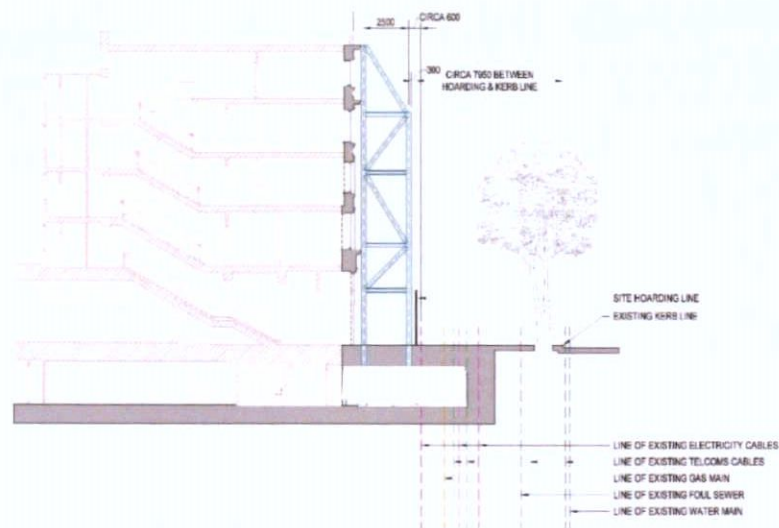 CIRCA 600
2500
300
CIRCA 7950 BETWEEN
HOARDING & KERB LINE
SITE HOARDING LINE
EXISTING KERB LINE
LINE OF EXISTING ELECTRICITY CABLES
LINE OF EXISTING TELCOMS CABLES
LINE OF EXISTING GAS MAIN
LINE OF EXISTING FOUL SEWER
LINE OF EXISTING WATER MAIN